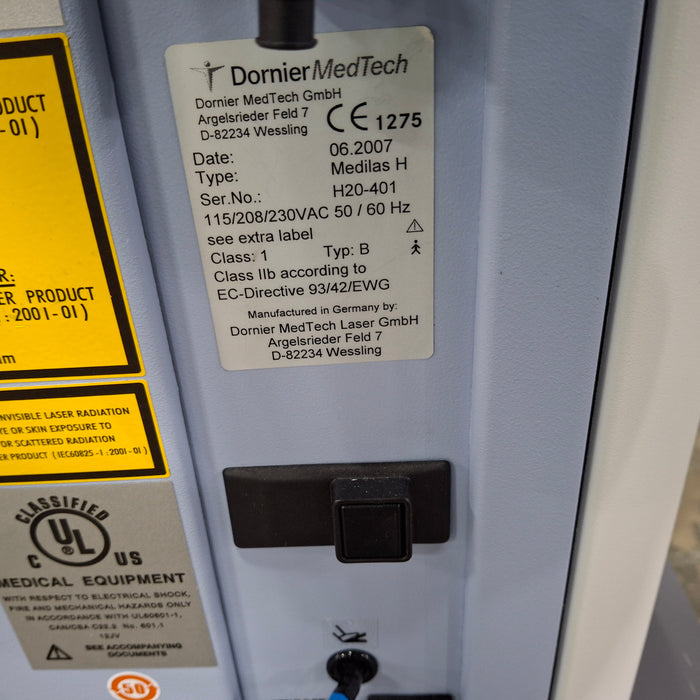 DornierMedTech
Dornier MedTech GmbH
Argelsrieder Feld 7
D-82234 Wessling
CE 1275
Date: 06.2007
Type: Medilas H
Ser.No.: H20-401
115/208/230VAC 50 / 60 Hz
see extra label
Class: 1 Typ: B
Class IIb according to
EC-Directive 93/42/EWG
Manufactured in Germany by:
Dornier MedTech Laser GmbH
Argelsrieder Feld 7
D-82234 Wessling
ODUCT
-01)
R:
ER PRODUCT
:2001-01)
m
NVISIBLE LASER RADIATION
YE OR SKIN EXPOSURE TO
OR SCATTERED RADIATION
ER PRODUCT (IEC60825-1:2001-01)
CLASSIFIED
UL®
C US
MEDICAL EQUIPMENT
WITH RESPECT TO ELECTRICAL SHOCK,
FIRE AND MECHANICAL HAZARDS ONLY
IN ACCORDANCE WITH UL60601-1,
CAN/CSA C22.2 No. 601.1
12JV
SEE ACCOMPANYING
DOCUMENTS
50